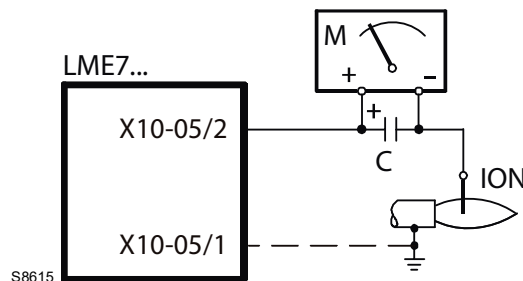 M
LME7...
+ –
X10-05/2
+
C
ION
X10-05/1
S8615